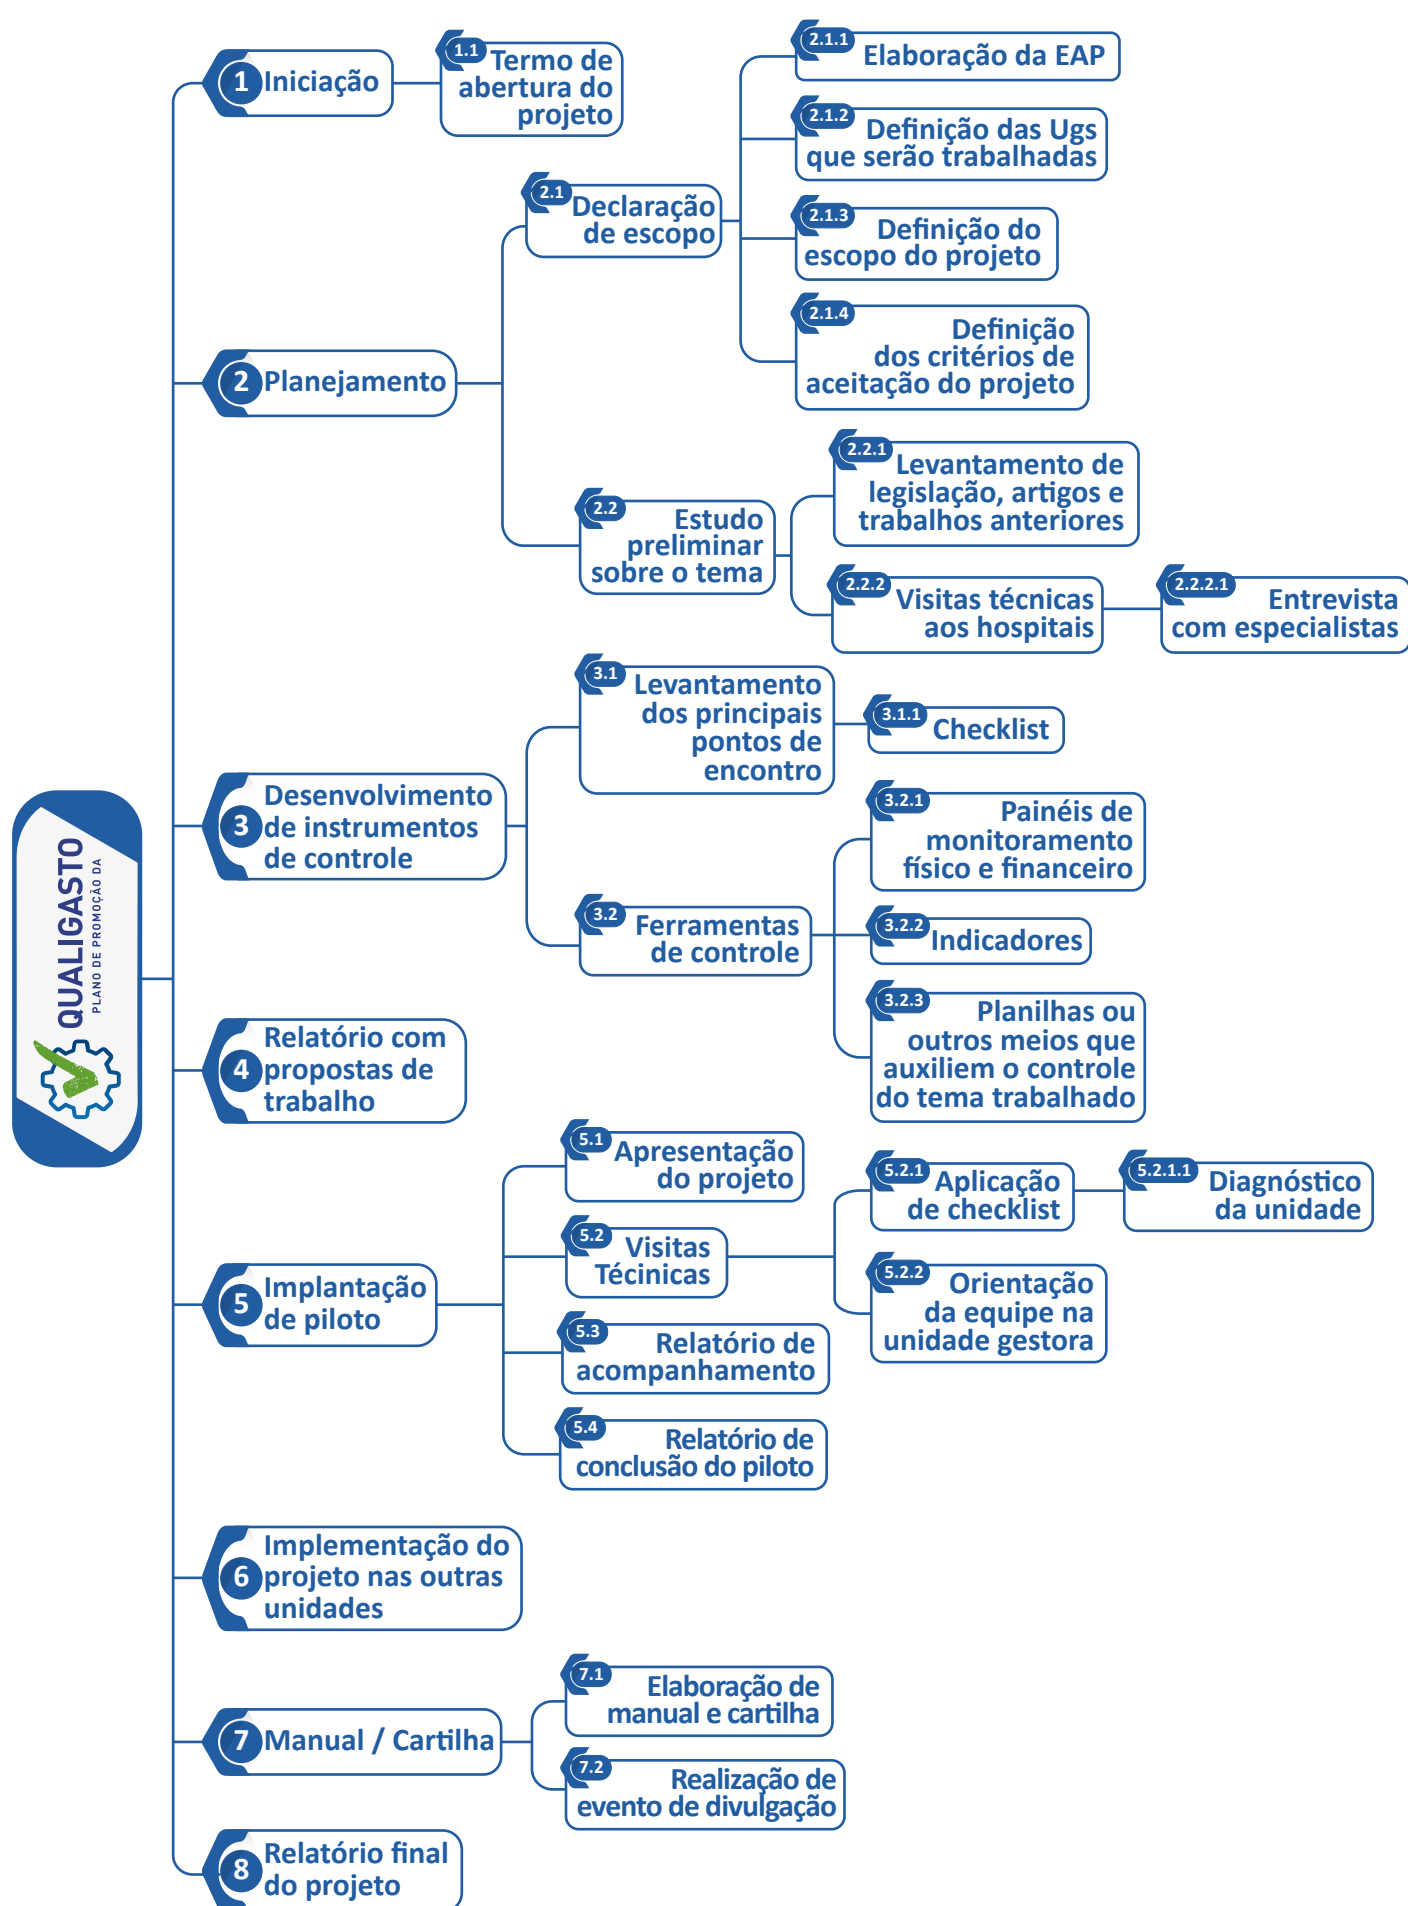 QUALIGASTO
PLANO DE PROMOÇÃO DA
1
Iniciação
1.1
Termo de
abertura do
projeto
2
Planejamento
2.1
Declaração
de escopo
2.1.1
Elaboração da EAP
2.1.2
Definição das Ugs
que serão trabalhadas
2.1.3
Definição do
escopo do projeto
2.1.4
Definição
dos critérios de
aceitação do projeto
2.2
Estudo
preliminar
sobre o tema
2.2.1
Levantamento de
legislação, artigos e
trabalhos anteriores
2.2.2
Visitas técnicas
aos hospitais
2.2.2.1
Entrevista
com especialistas
3
Desenvolvimento
de instrumentos
de controle
3.1
Levantamento
dos principais
pontos de
encontro
3.1.1
Checklist
3.2
Ferramentas
de controle
3.2.1
Painéis de
monitoramento
físico e financeiro
3.2.2
Indicadores
3.2.3
Planilhas ou
outros meios que
auxiliem o controle
do tema trabalhado
4
Relatório com
propostas de
trabalho
5
Implantação
de piloto
5.1
Apresentação
do projeto
5.2
Visitas
Técinicas
5.2.1
Aplicação
de checklist
5.2.1.1
Diagnóstico
da unidade
5.2.2
Orientação
da equipe na
unidade gestora
5.3
Relatório de
acompanhamento
5.4
Relatório de
conclusão do piloto
6
Implementação do
projeto nas outras
unidades
7
Manual / Cartilha
7.1
Elaboração de
manual e cartilha
7.2
Realização de
evento de divulgação
8
Relatório final
do projeto